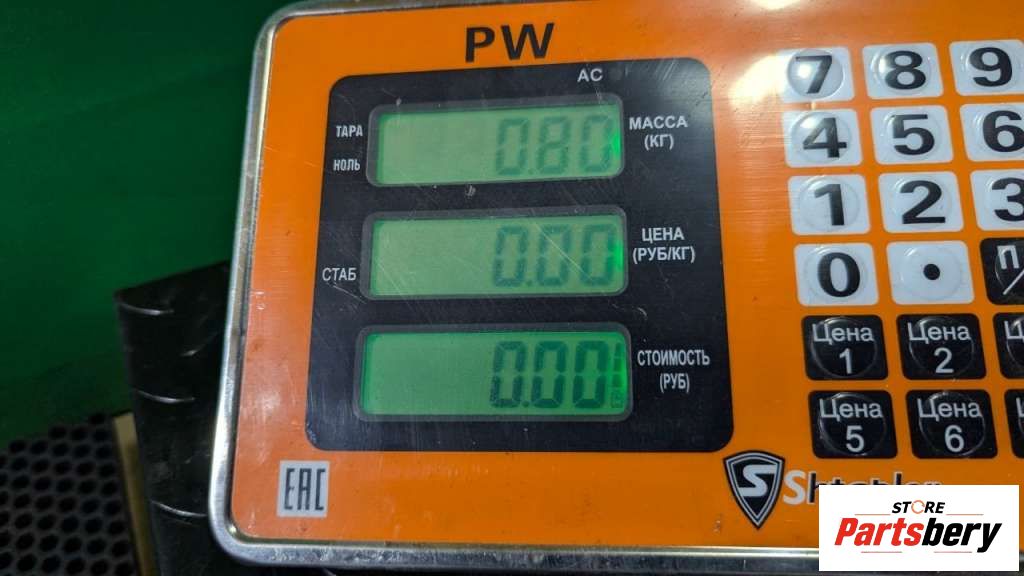 PW
AC
ТАРА
НОЛЬ
0.80
МАССА
(КГ)
СТАБ
0.00
ЦЕНА
(РУБ/КГ)
0.00
СТОИМОСТЬ
(РУБ)
7 8 9
4 5 6
1 2 3
0 •
Цена
1
Цена
2
Цена
5
Цена
6
EAC
STORE
Partsbery